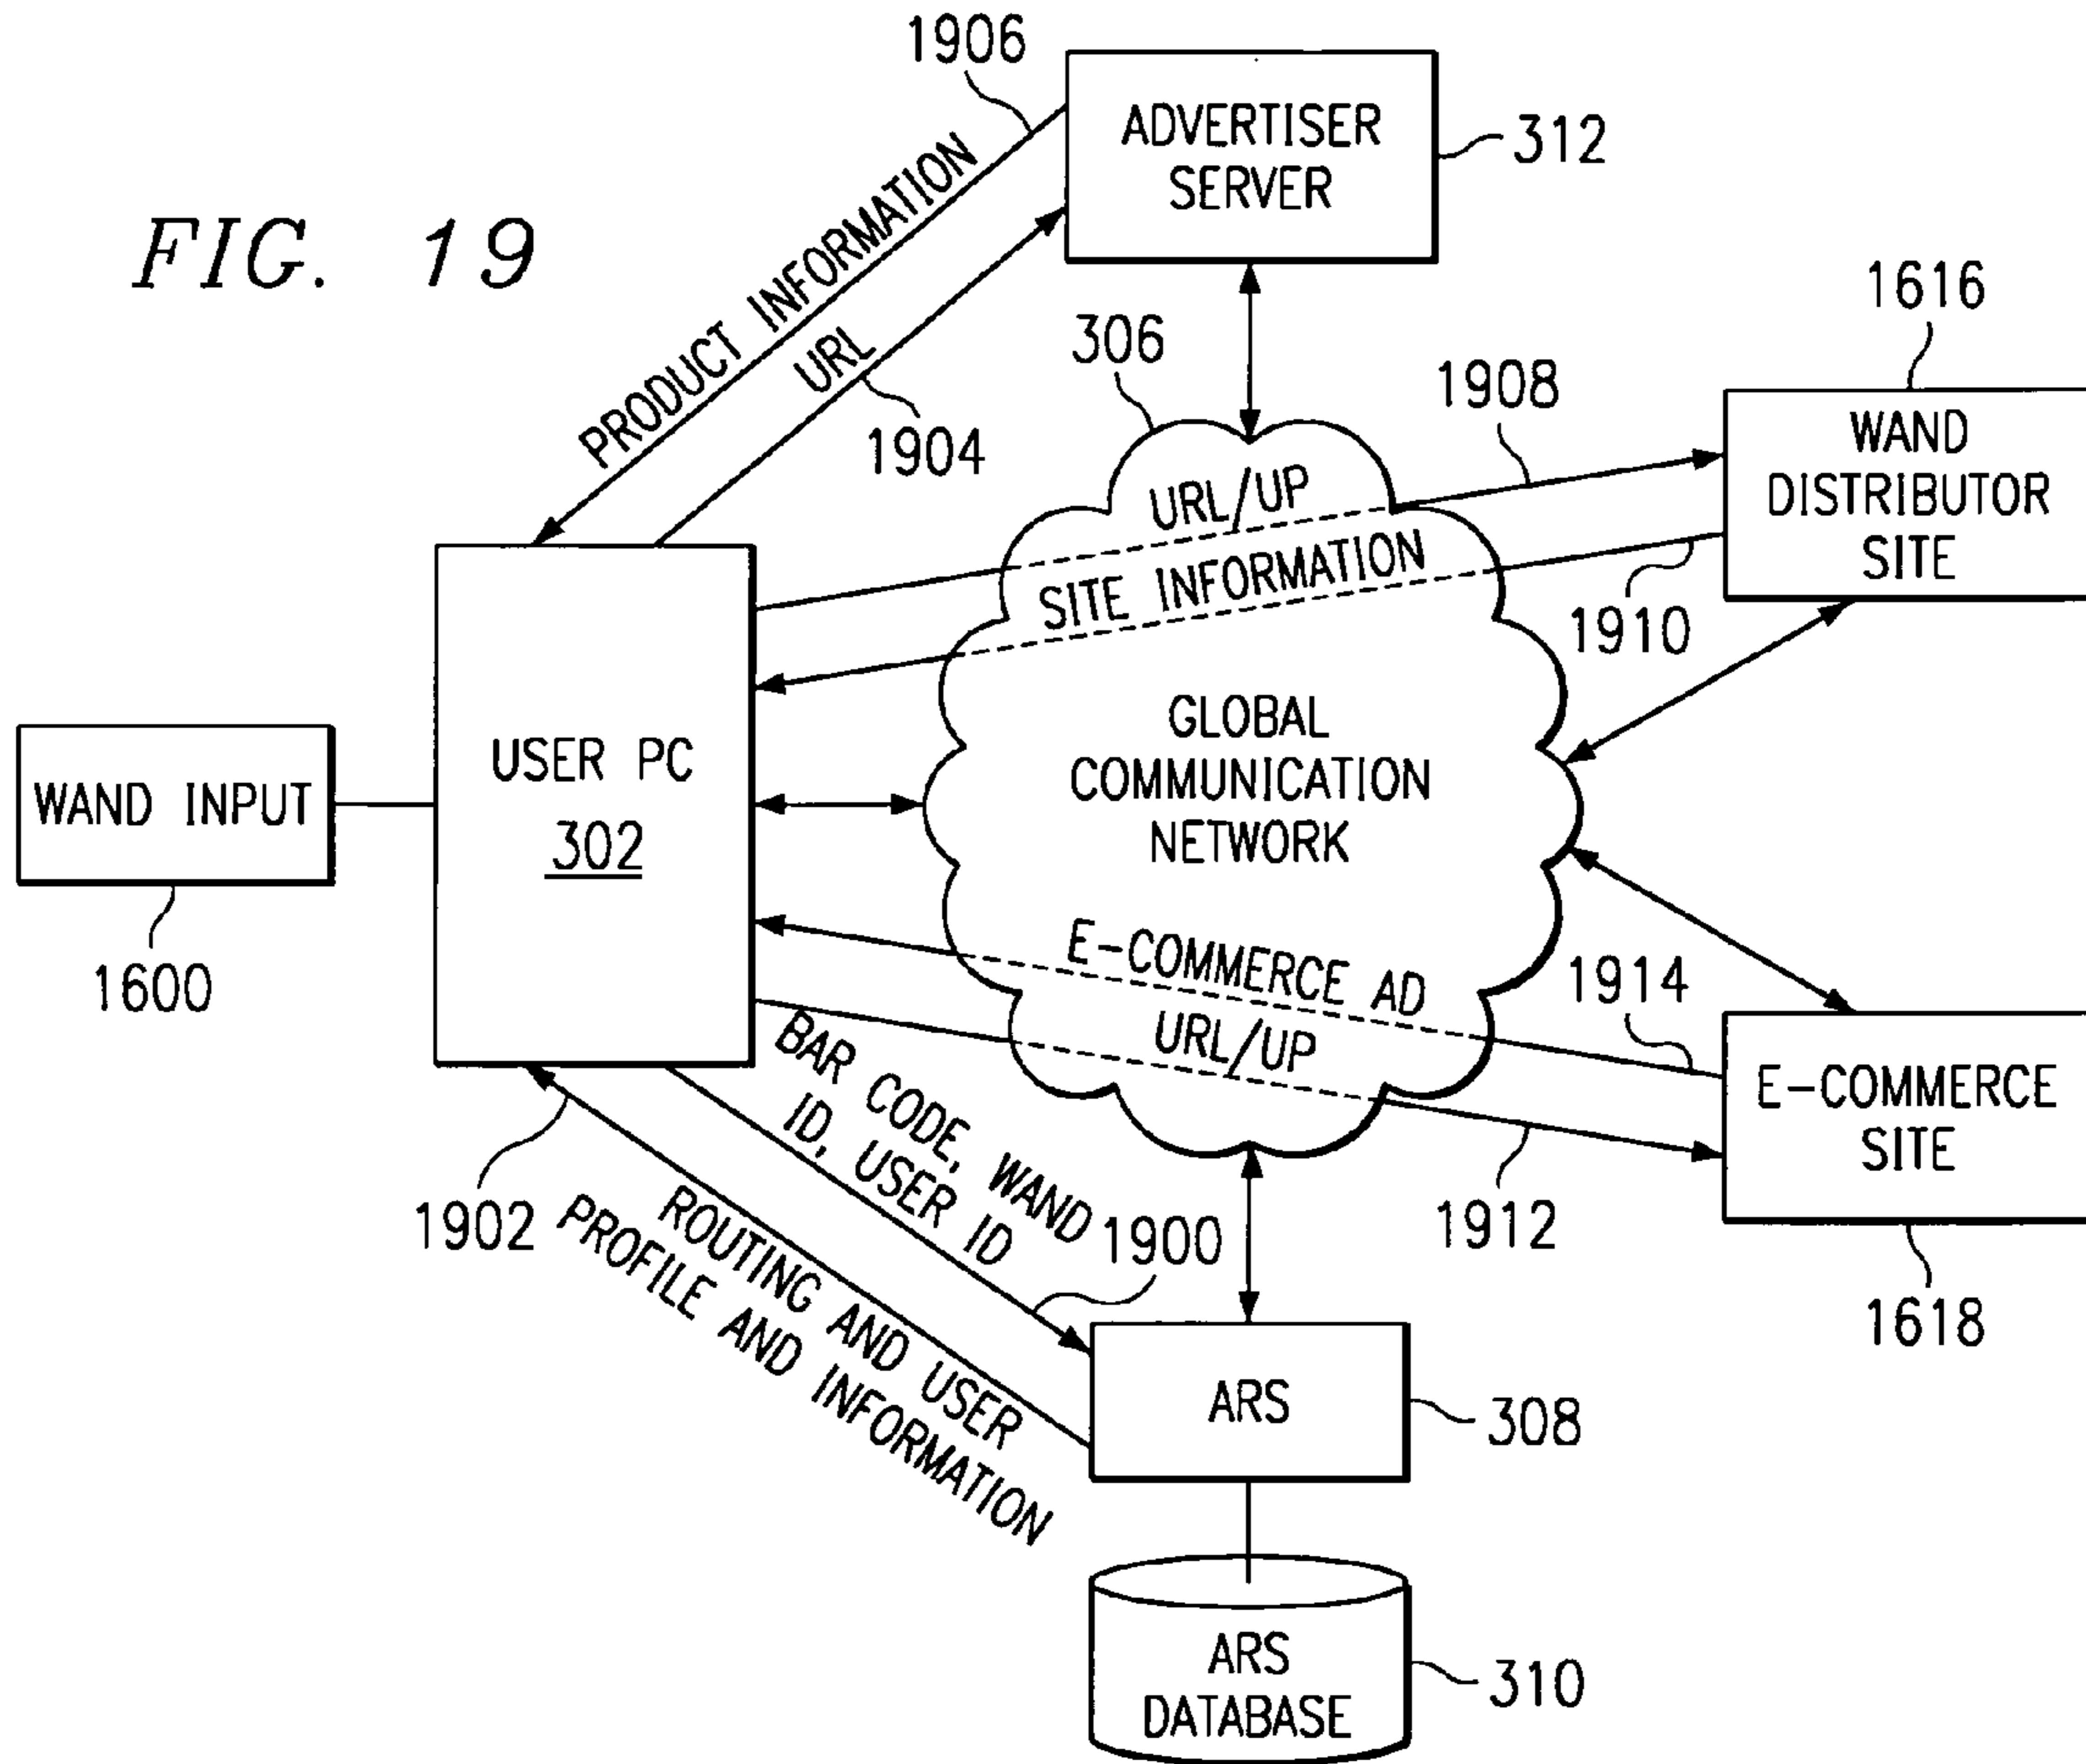 FIG. 19
1906
ADVERTISER
SERVER
312
PRODUCT INFORMATION
URL
1904
306
1908
1616
WAND
DISTRIBUTOR
SITE
URL/UP
SITE INFORMATION
1910
GLOBAL
COMMUNICATION
NETWORK
USER PC
302
WAND INPUT
1600
E-COMMERCE AD
URL/UP
1914
E-COMMERCE
SITE
1912
1618
BAR CODE, WAND
ID, USER ID
1900
1902
ROUTING AND USER
PROFILE AND INFORMATION
ARS
308
ARS
DATABASE
310